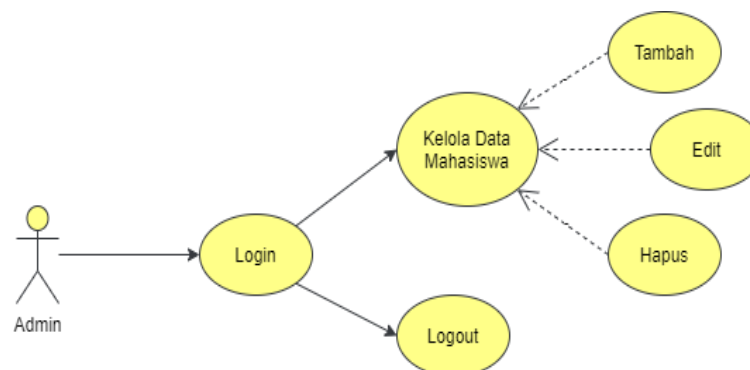 Tambah
Kelola Data
Mahasiswa
Edit
Login
Hapus
Admin
Logout